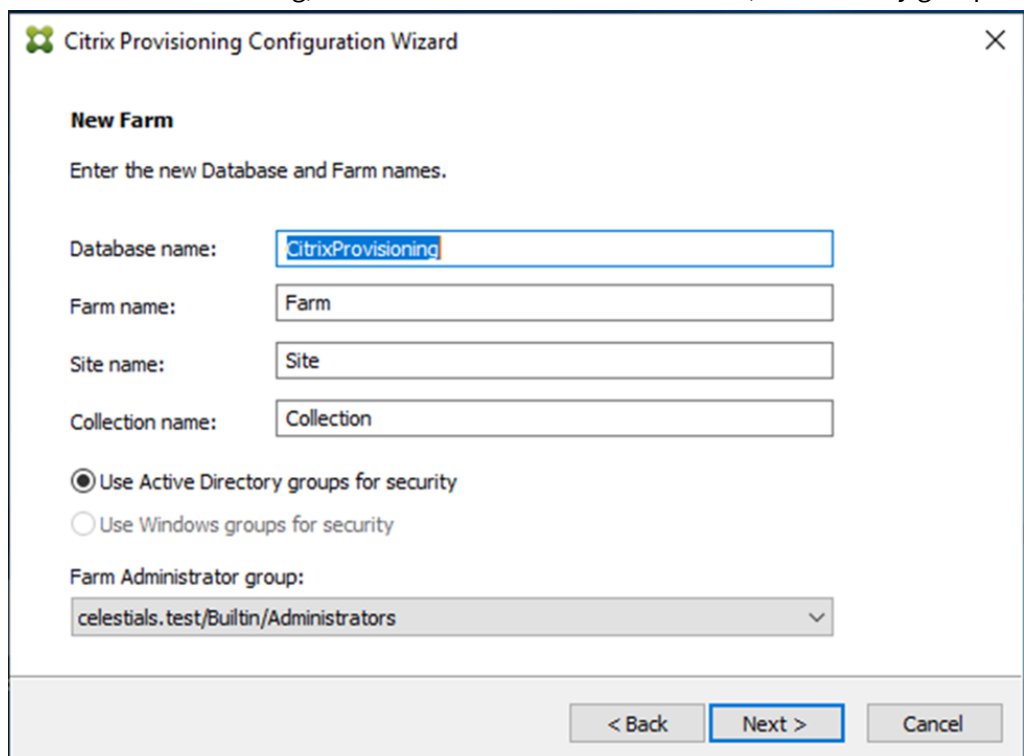 Citrix Provisioning Configuration Wizard
New Farm
Enter the new Database and Farm names.
Database name: CitrixProvisioning
Farm name: Farm
Site name: Site
Collection name: Collection
Use Active Directory groups for security
Use Windows groups for security
Farm Administrator group:
celestials.test/Builtin/Administrators
< Back Next > Cancel